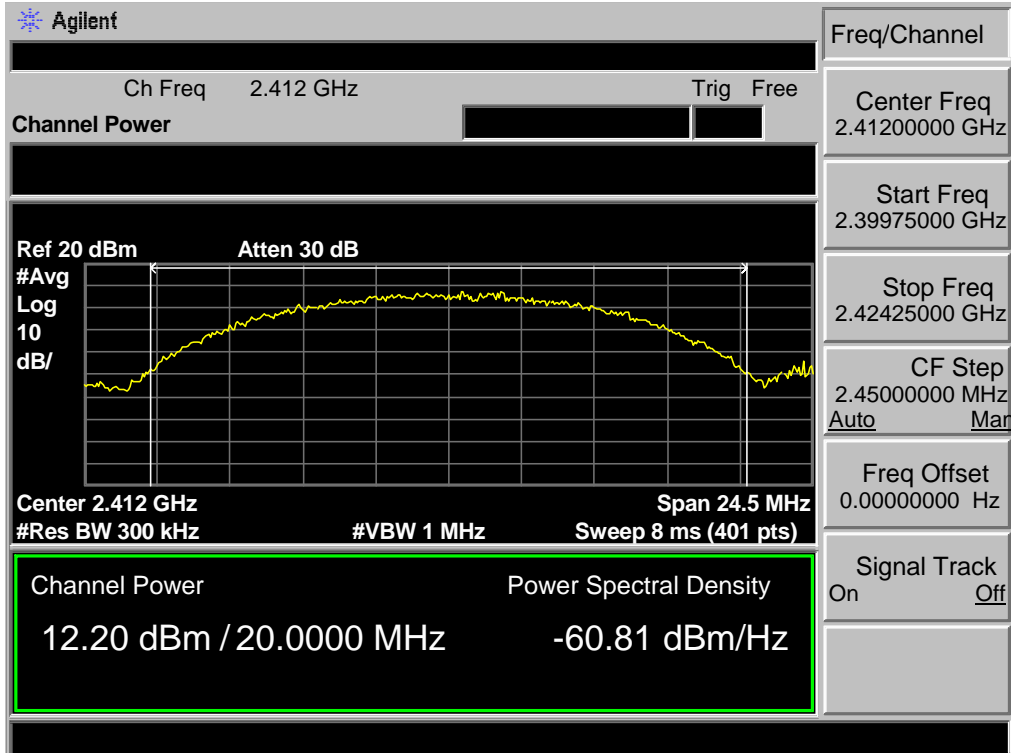 Agilent
Freq/Channel
Ch Freq 2.412 GHz Trig Free
Channel Power
Center Freq
2.41200000 GHz
Start Freq
2.39975000 GHz
Ref 20 dBm Atten 30 dB
#Avg
Log
10
dB/
Stop Freq
2.42425000 GHz
CF Step
2.45000000 MHz
Auto Man
Center 2.412 GHz Span 24.5 MHz
#Res BW 300 kHz #VBW 1 MHz Sweep 8 ms (401 pts)
Freq Offset
0.00000000 Hz
Channel Power Power Spectral Density
12.20 dBm / 20.0000 MHz -60.81 dBm/Hz
Signal Track
On Off